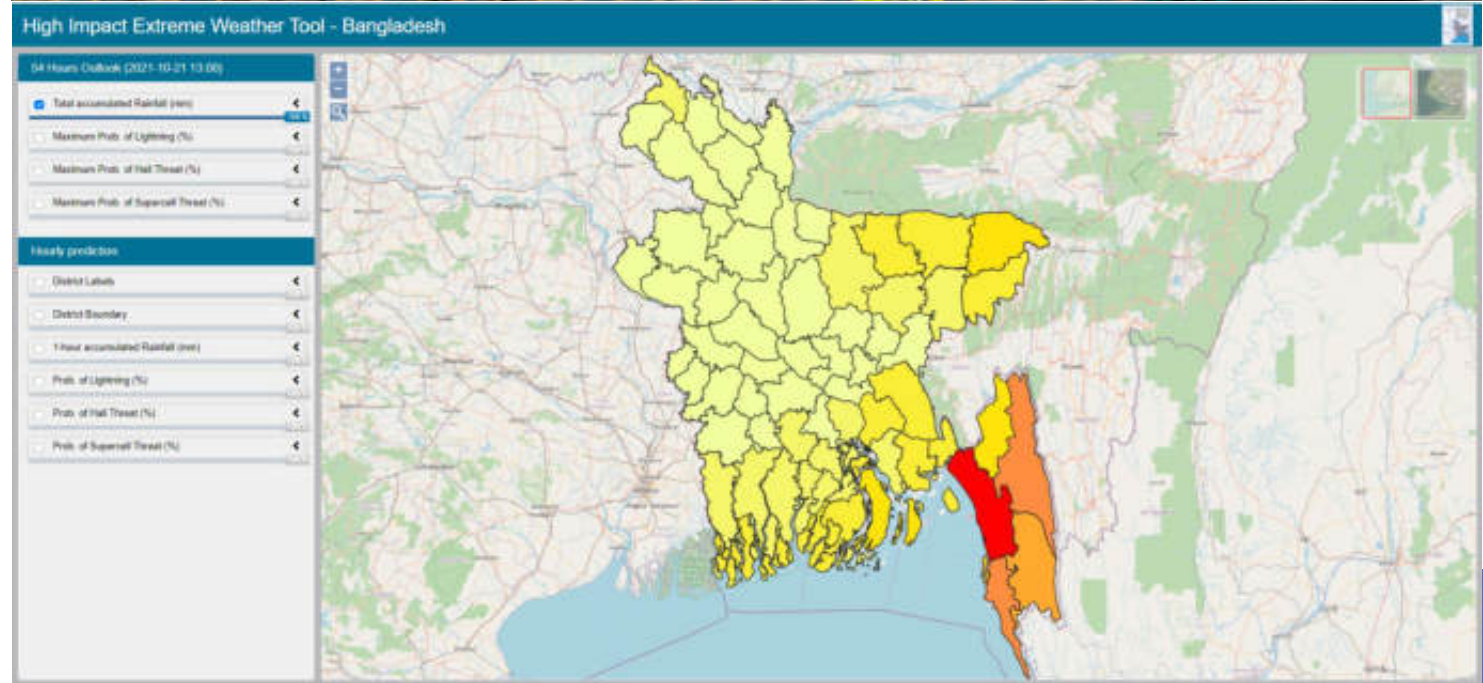 High Impact Extreme Weather Tool - Bangladesh
54 Hours Outlook (2021-10-21 13:00)
Total accumulated Rainfall (mm)
Maximum Prob. of Lightning (%)
Maximum Prob. of Hail Threat (%)
Maximum Prob. of Supercell Threat (%)
Hourly prediction
District Labels
District Boundary
1-hour accumulated Rainfall (mm)
Prob. of Lightning (%)
Prob. of Hail Threat (%)
Prob. of Supercell Threat (%)